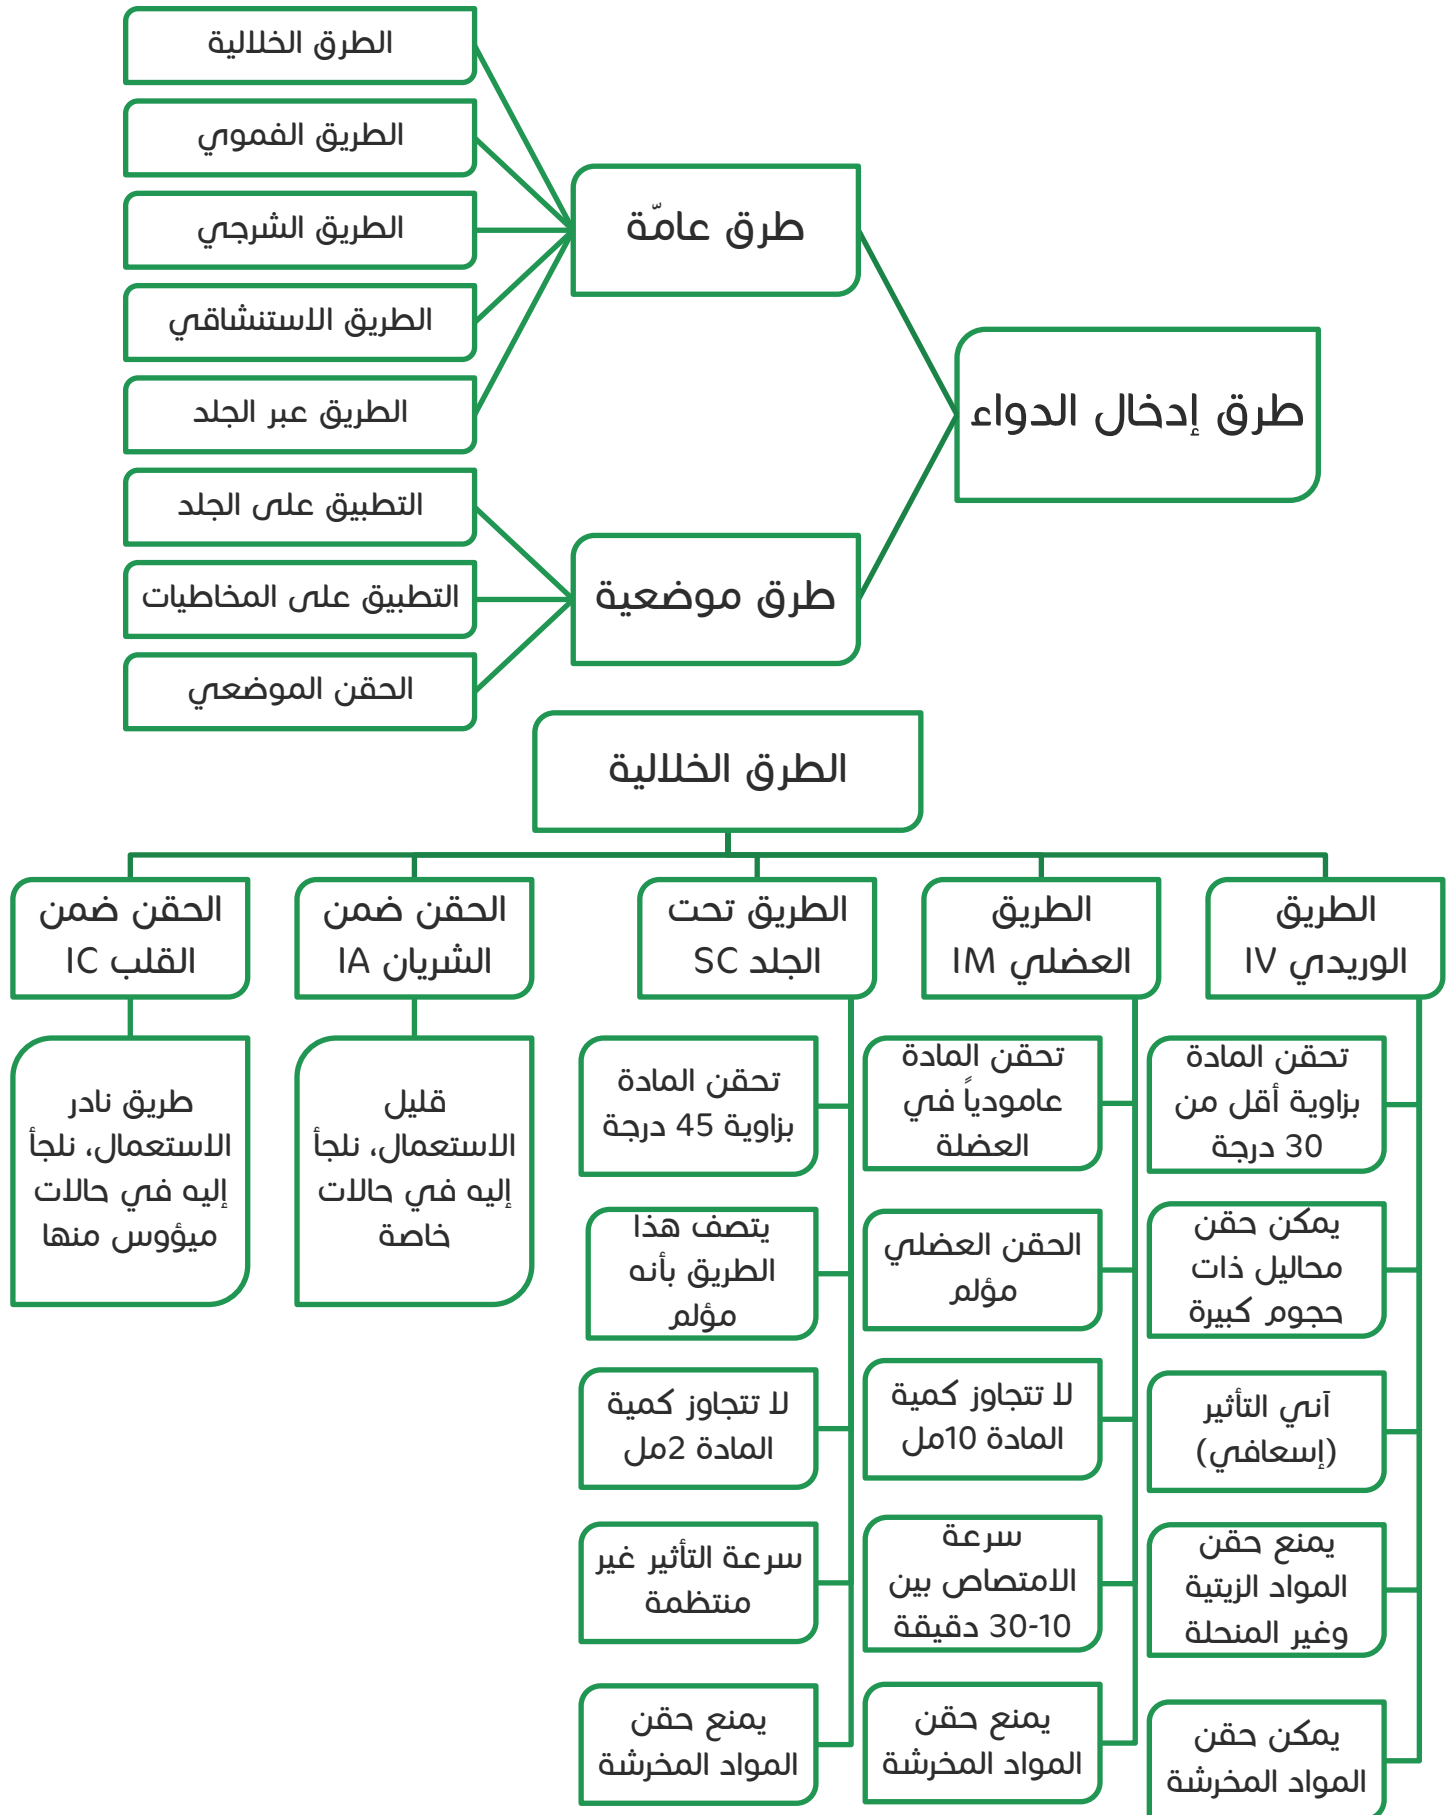 طرق إدخال الدواء
طرق عامّة
الطرق الخلالية
الطريق الفموي
الطريق الشرجي
الطريق الاستنشاقي
الطريق عبر الجلد
طرق موضعية
التطبيق على الجلد
التطبيق على المخاطيات
الحقن الموضعي
الطرق الخلالية
الطريق
الوريدي IV
تحقن المادة
بزاوية أقل من
30 درجة
يمكن حقن
محاليل ذات
حجوم كبيرة
آني التأثير
(إسعافي)
يمنع حقن
المواد الزيتية
وغير المنحلة
يمكن حقن
المواد المخرشة
الطريق
العضلي IM
تحقن المادة
عامودياً في
العضلة
الحقن العضلي
مؤلم
لا تتجاوز كمية
المادة 10مل
سرعة
الامتصاص بين
10-30 دقيقة
يمنع حقن
المواد المخرشة
الطريق تحت
الجلد SC
تحقن المادة
بزاوية 45 درجة
يتصف هذا
الطريق بأنه
مؤلم
لا تتجاوز كمية
المادة 2مل
سرعة التأثير غير
منتظمة
يمنع حقن
المواد المخرشة
الحقن ضمن
الشريان IA
قليل
الاستعمال، نلجأ
إليه في حالات
خاصة
الحقن ضمن
القلب IC
طريق نادر
الاستعمال، نلجأ
إليه في حالات
ميؤوس منها